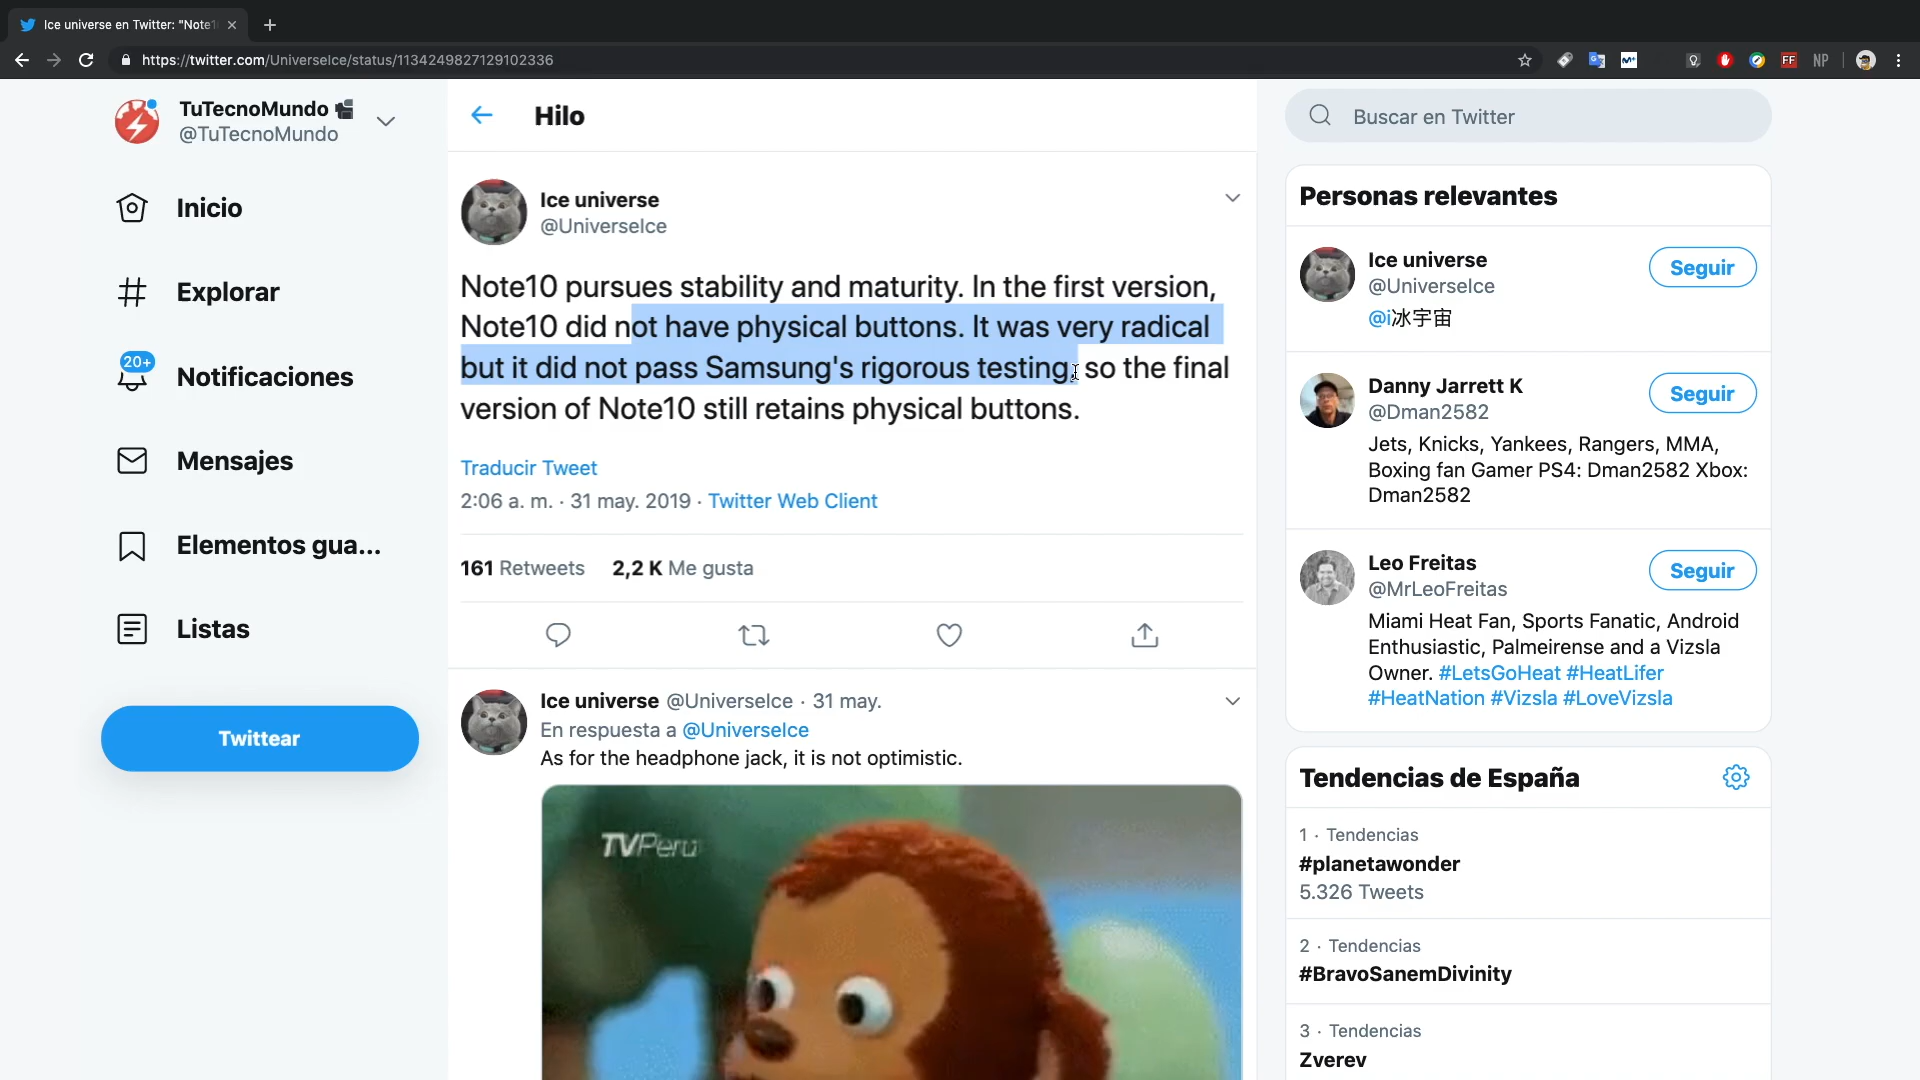 Ice universe en Twitter: "Note1
https://twitter.com/UniverseIce/status/1134249827129102336
FF
NP
TuTecnoMundo
@TuTecnoMundo
Inicio
Explorar
20+
Notificaciones
Mensajes
Elementos gua...
Listas
Twittear
Hilo
Ice universe
@UniverseIce
Note10 pursues stability and maturity. In the first version,
Note10 did not have physical buttons. It was very radical
but it did not pass Samsung's rigorous testing, so the final
version of Note10 still retains physical buttons.
Traducir Tweet
2:06 a. m. · 31 may. 2019 · Twitter Web Client
161 Retweets 2,2 K Me gusta
Ice universe @UniverseIce · 31 may.
En respuesta a @UniverseIce
As for the headphone jack, it is not optimistic.
TVPerú
Buscar en Twitter
Personas relevantes
Ice universe
@UniverseIce
Seguir
@i冰宇宙
Danny Jarrett K
@Dman2582
Seguir
Jets, Knicks, Yankees, Rangers, MMA,
Boxing fan Gamer PS4: Dman2582 Xbox:
Dman2582
Leo Freitas
@MrLeoFreitas
Seguir
Miami Heat Fan, Sports Fanatic, Android
Enthusiastic, Palmeirense and a Vizsla
Owner. #LetsGoHeat #HeatLifer
#HeatNation #Vizsla #LoveVizsla
Tendencias de España
1 · Tendencias
#planetawonder
5.326 Tweets
2 · Tendencias
#BravoSanemDivinity
3 · Tendencias
Zverev